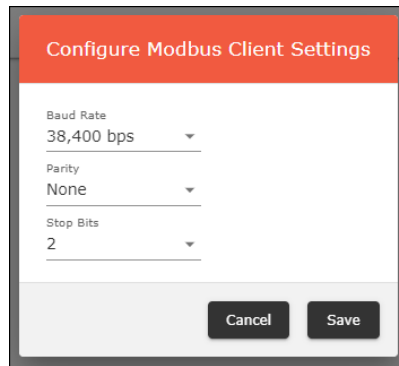 Configure Modbus Client Settings
Baud Rate
38,400 bps
Parity
None
Stop Bits
2
Cancel Save